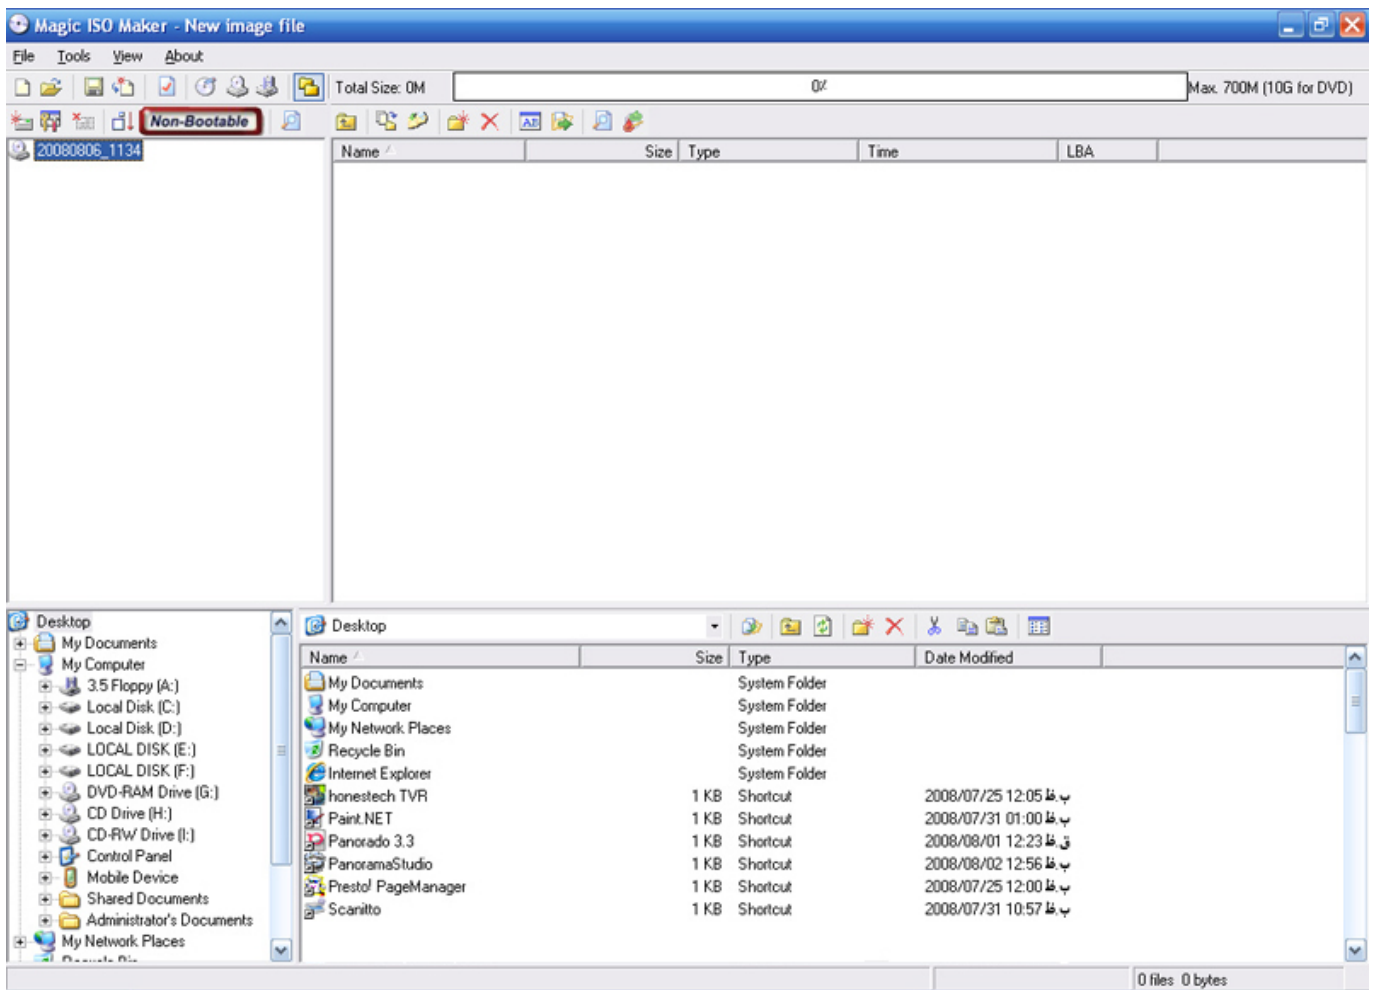 Magic ISO Maker - New image file
File Tools View About
Total Size: 0M 0% Max. 700M (10G for DVD)
Non-Bootable
20080806_1134
Name Size Type Time LBA
Desktop
My Documents
My Computer
3.5 Floppy (A:)
Local Disk (C:)
Local Disk (D:)
LOCAL DISK (E:)
LOCAL DISK (F:)
DVD-RAM Drive (G:)
CD Drive (H:)
CD-RW Drive (I:)
Control Panel
Mobile Device
Shared Documents
Administrator's Documents
My Network Places
Desktop
Name Size Type Date Modified
My Documents System Folder
My Computer System Folder
My Network Places System Folder
Recycle Bin System Folder
Internet Explorer System Folder
honestech TVR 1 KB Shortcut 2008/07/25 12:05 ب.ظ
Paint.NET 1 KB Shortcut 2008/07/31 01:00 ب.ظ
Panorado 3.3 1 KB Shortcut 2008/08/01 12:23 ق.ظ
PanoramaStudio 1 KB Shortcut 2008/08/02 12:56 ب.ظ
Presto! PageManager 1 KB Shortcut 2008/07/25 12:00 ب.ظ
Scanitto 1 KB Shortcut 2008/07/31 10:57 ب.ظ
0 files 0 bytes